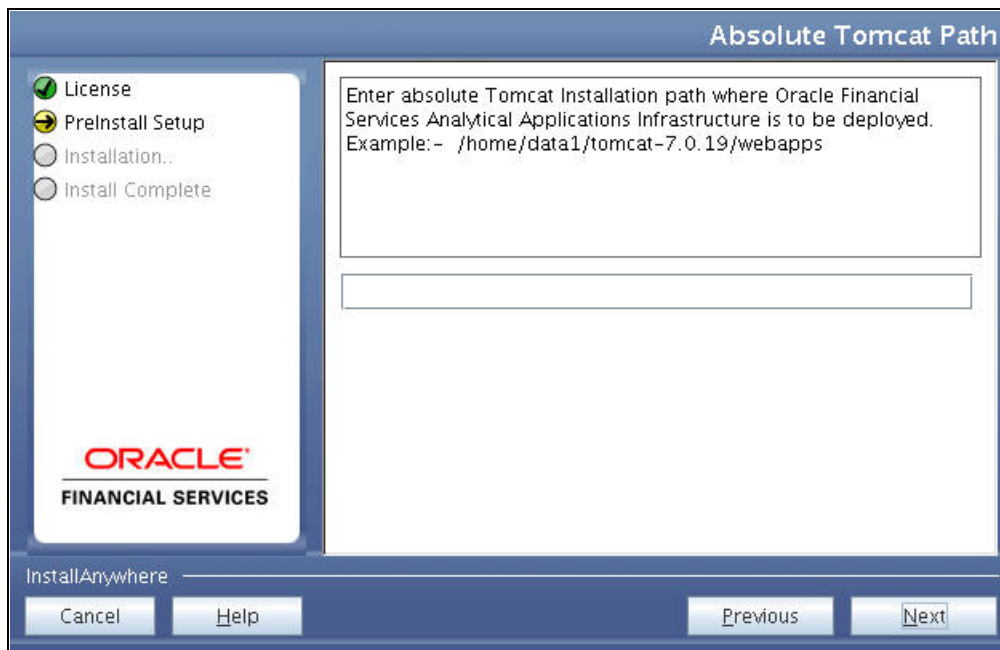 Absolute Tomcat Path
License
PreInstall Setup
Installation..
Install Complete
Enter absolute Tomcat Installation path where Oracle Financial
Services Analytical Applications Infrastructure is to be deployed.
Example:- /home/data1/tomcat-7.0.19/webapps
ORACLE
FINANCIAL SERVICES
InstallAnywhere
Cancel
Help
Previous
Next